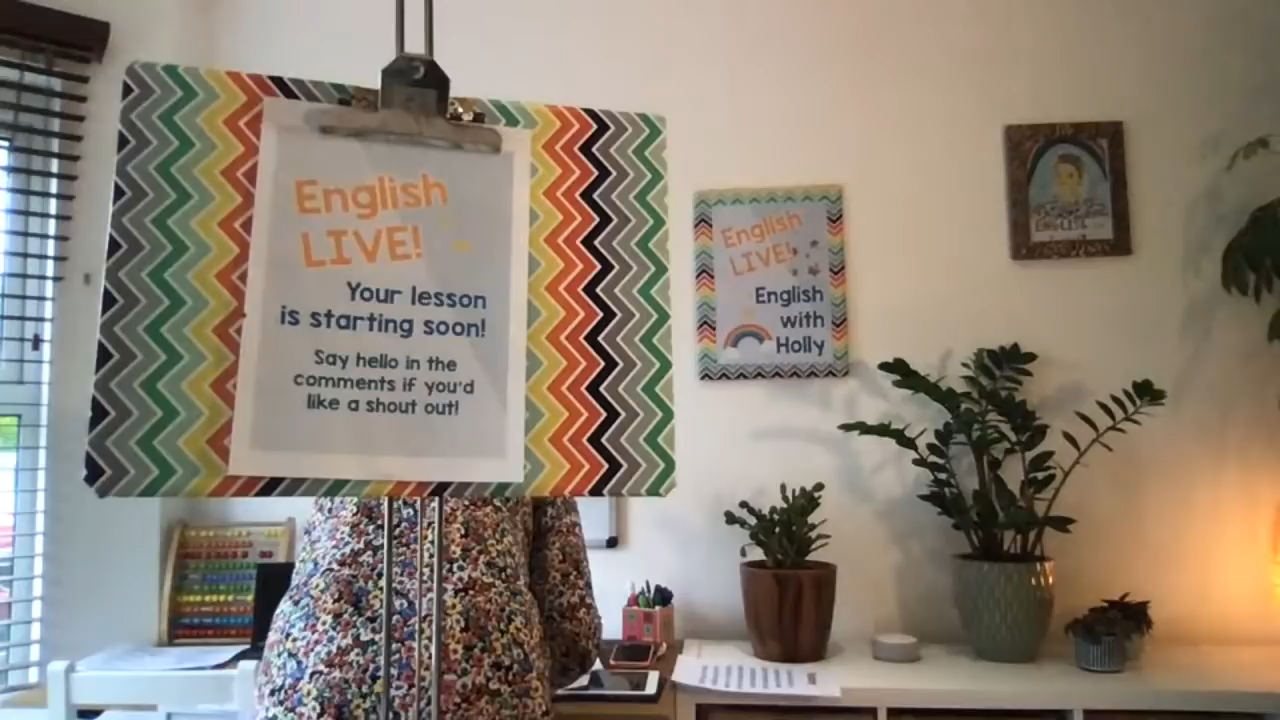 English
LIVE!
Your lesson
is starting soon!
Say hello in the
comments if you'd
like a shout out!
English
LIVE!
English
with
Holly